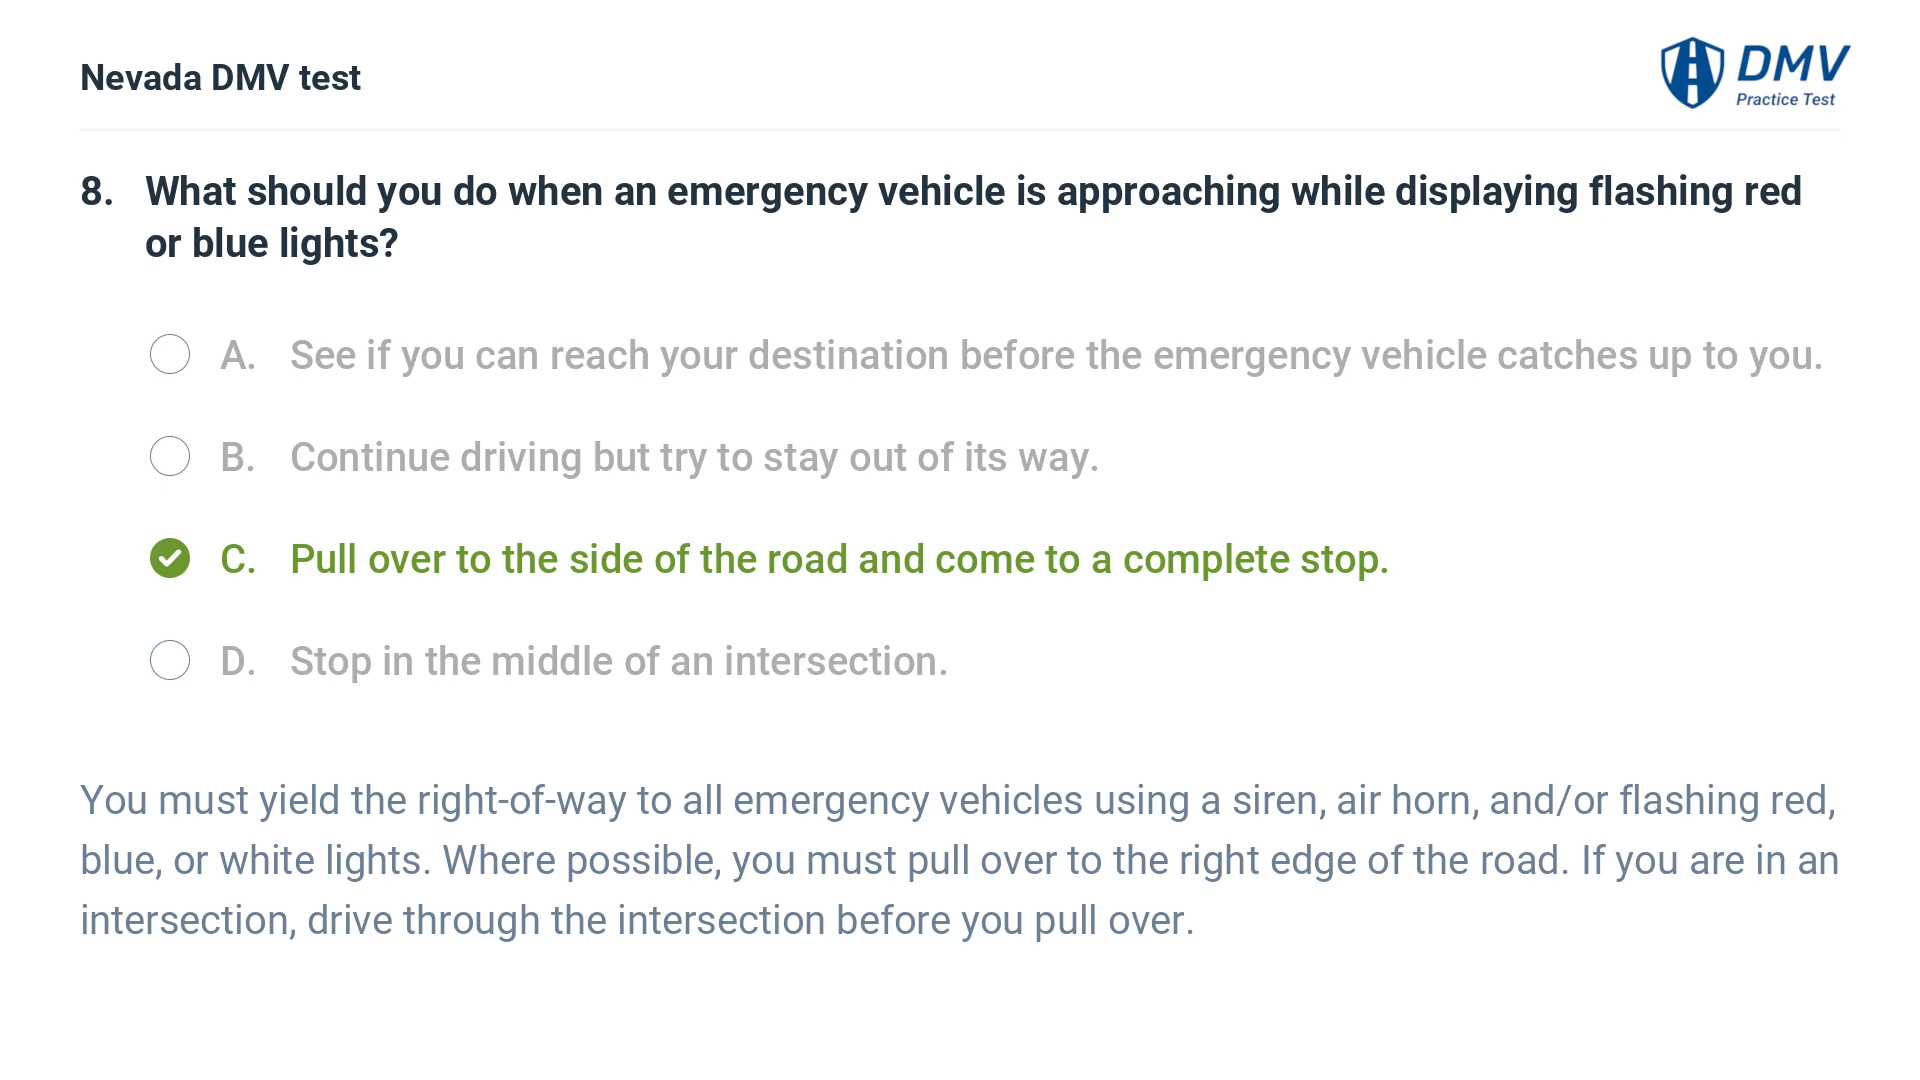 Nevada DMV test
DMV
Practice Test
8. What should you do when an emergency vehicle is approaching while displaying flashing red
or blue lights?
A. See if you can reach your destination before the emergency vehicle catches up to you.
B. Continue driving but try to stay out of its way.
C. Pull over to the side of the road and come to a complete stop.
D. Stop in the middle of an intersection.
You must yield the right-of-way to all emergency vehicles using a siren, air horn, and/or flashing red,
blue, or white lights. Where possible, you must pull over to the right edge of the road. If you are in an
intersection, drive through the intersection before you pull over.